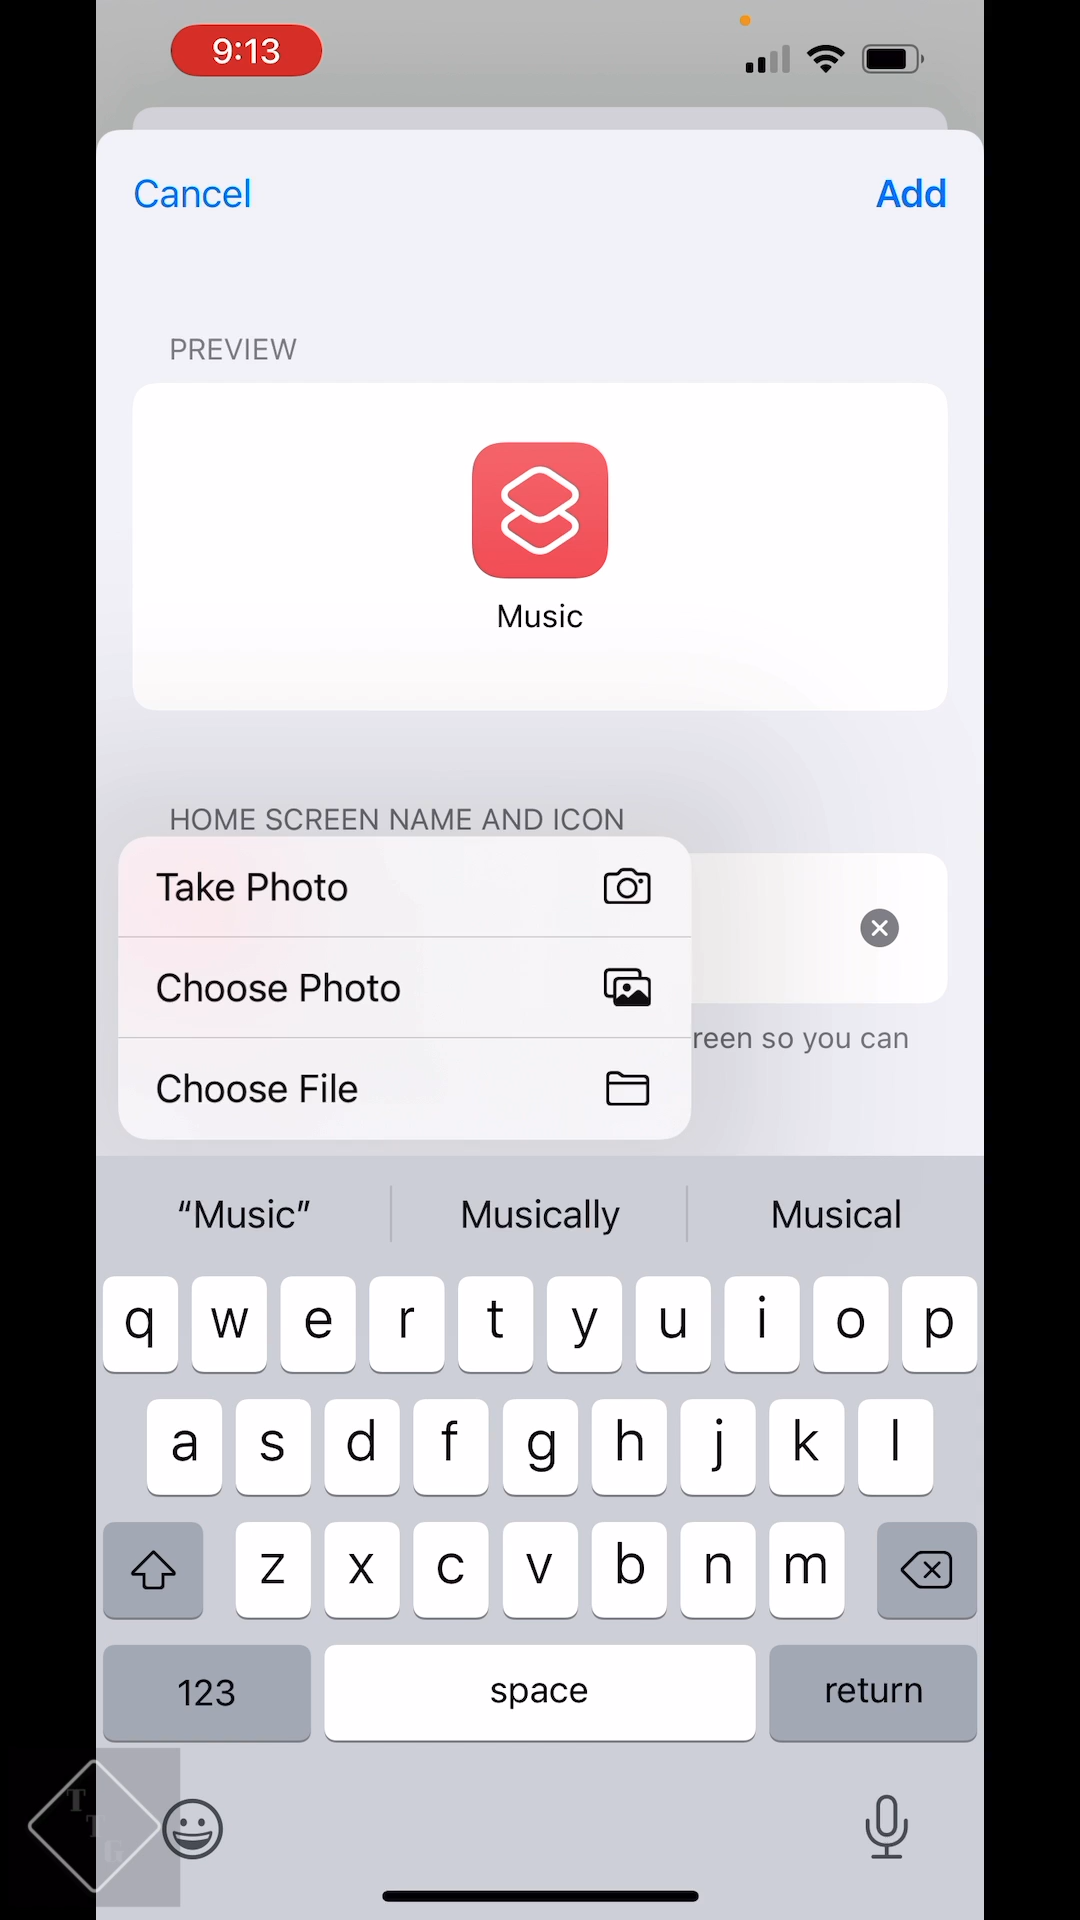 9:13
Cancel
Add
PREVIEW
Music
HOME SCREEN NAME AND ICON
Take Photo
Choose Photo
reen so you can
Choose File
“Music”
Musically
Musical
q w e r t y u i o p
a s d f g h j k l
z x c v b n m
123
space
return
T
T
G